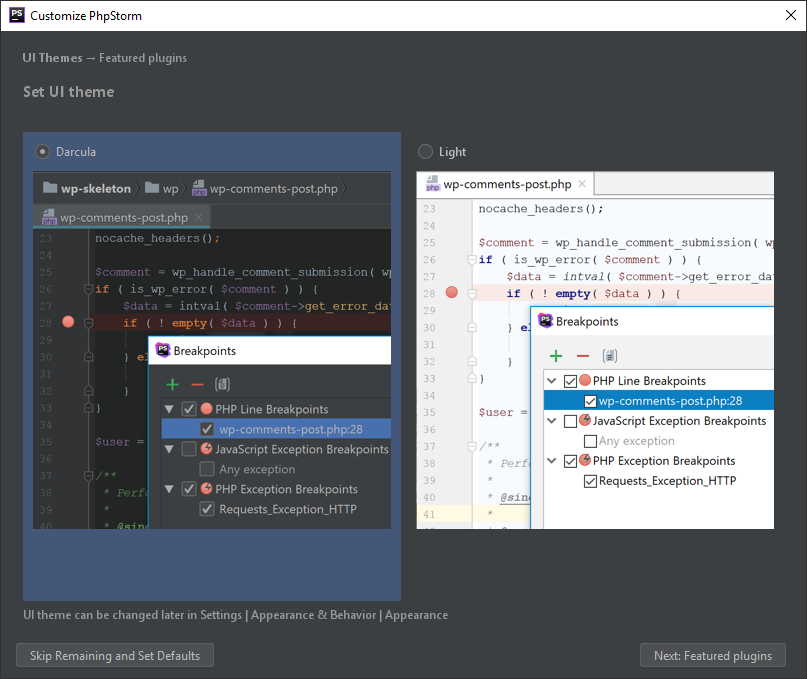 Customize PhpStorm
UI Themes → Featured plugins
Set UI theme
Darcula
wp-skeleton
wp
wp-comments-post.php
wp-comments-post.php
23 nocache_headers();
24
25 $comment = wp_handle_comment_submission( wp
26 if ( is_wp_error( $comment ) ) {
27 $data = intval( $comment->get_error_dat
28 if ( ! empty( $data ) ) {
29
30 } el
31
32 }
33 }
34
35 $user =
36
37 /**
38 * Perfo
39 *
40 * @sinc
Breakpoints
PHP Line Breakpoints
wp-comments-post.php:28
JavaScript Exception Breakpoints
Any exception
PHP Exception Breakpoints
Requests_Exception_HTTP
Light
wp-comments-post.php
23 nocache_headers();
24
25 $comment = wp_handle_comment_submission( wp
26 if ( is_wp_error( $comment ) ) {
27 $data = intval( $comment->get_error_dat
28 if ( ! empty( $data ) ) {
29
30 } el
31
32 }
33 }
34
35 $user =
36
37 /**
38 * Perfo
39 *
40 * @sinc
41 *
Breakpoints
PHP Line Breakpoints
wp-comments-post.php:28
JavaScript Exception Breakpoints
Any exception
PHP Exception Breakpoints
Requests_Exception_HTTP
UI theme can be changed later in Settings | Appearance & Behavior | Appearance
Skip Remaining and Set Defaults
Next: Featured plugins